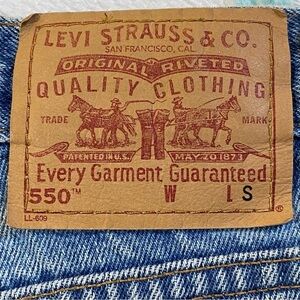 LEVI STRAUSS & CO.
SAN FRANCISCO, CAL.
ORIGINAL RIVETED
QUALITY CLOTHING
TRADE MARK
PATENTED IN U.S. MAY 20 1873
Every Garment Guaranteed
550™ W L S
LL-609 ®